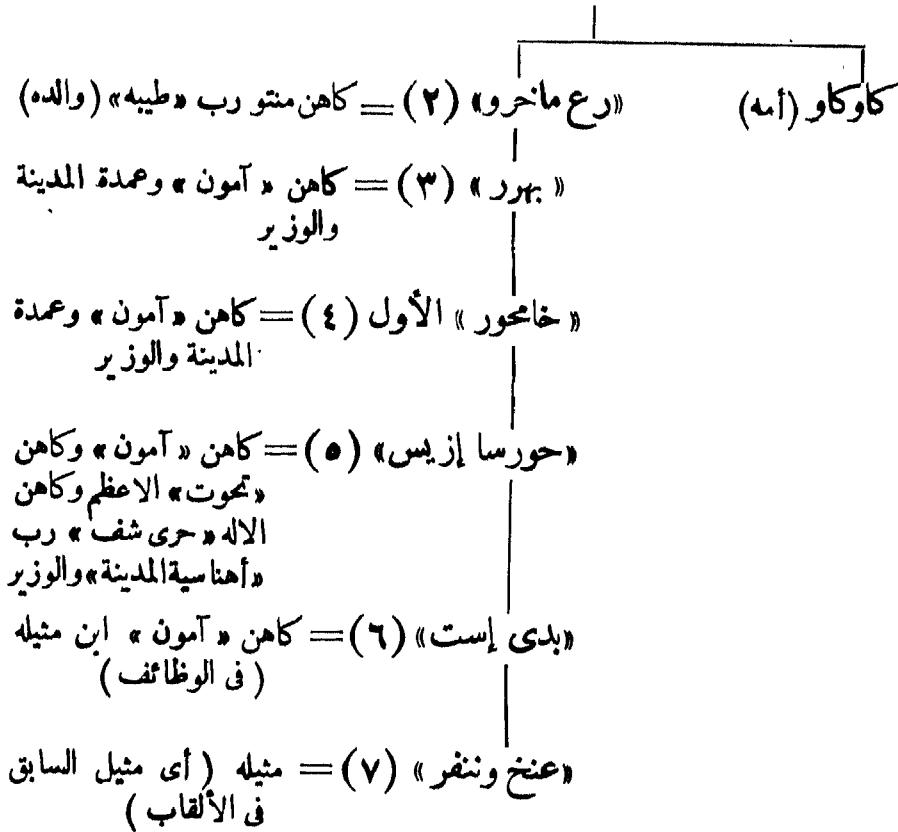 كاوكاو (أمه) «رع ماخرو» (٢) = كاهن منتو رب «طيبه» (والده)
« بهرر » (٣) = كاهن « آمون » وعمدة المدينة
والوزير
« خامحور » الأول (٤) = كاهن « آمون » وعمدة
المدينة والوزير
«حورسا إزيس» (٥) = كاهن « آمون » وكاهن
«تحوت» الاعظم وكاهن
الاله « حرى شف » رب
«أهناسية المدينة» والوزير
«بدى إست» (٦) = كاهن « آمون » ابن مثيله
( فى الوظائف )
«عنخ وننفر » (٧) = مثيله ( أى مثيل السابق
فى الألقاب )